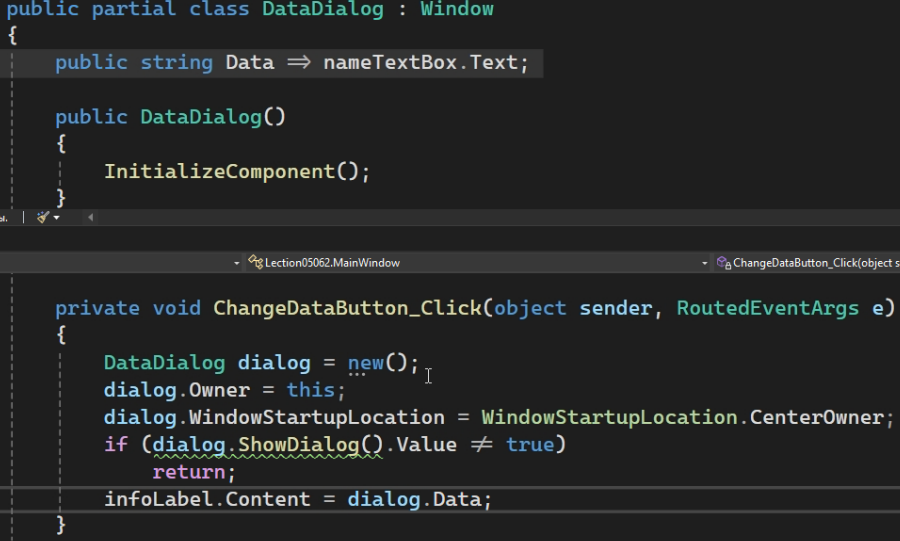 public partial class DataDialog : Window
{
public string Data => nameTextBox.Text;
public DataDialog()
{
InitializeComponent();
}
ы.
Lection05062.MainWindow
ChangeDataButton_Click(object s
private void ChangeDataButton_Click(object sender, RoutedEventArgs e)
{
DataDialog dialog = new();
dialog.Owner = this;
dialog.WindowStartupLocation = WindowStartupLocation.CenterOwner;
if (dialog.ShowDialog().Value != true)
return;
infoLabel.Content = dialog.Data;
}